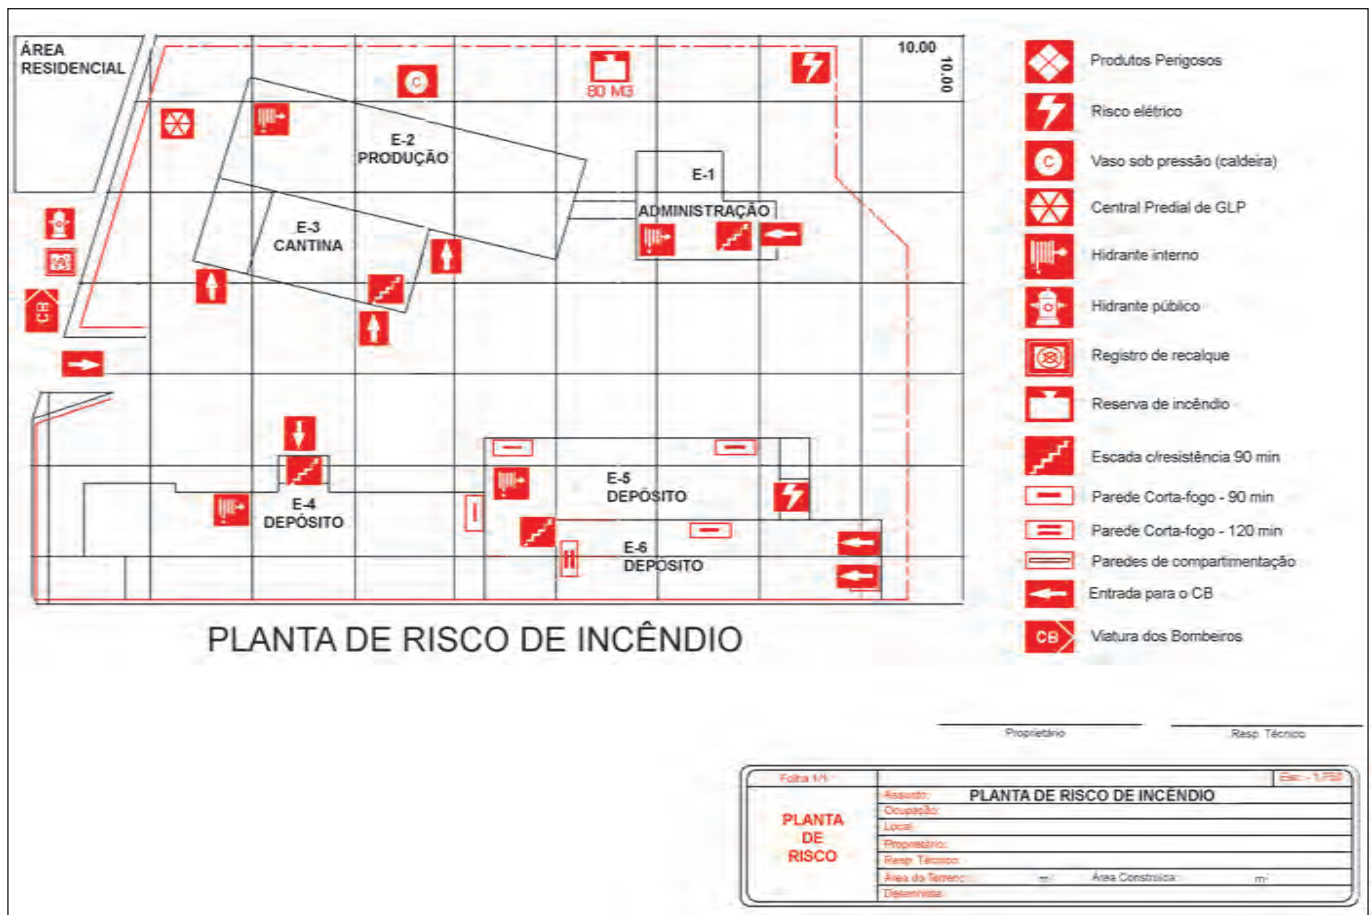 ÁREA
RESIDENCIAL
10.00
10.00
C
80 M3
E-2
PRODUÇÃO
E-1
ADMINISTRAÇÃO
E-3
CANTINA
CB
E-4
DEPÓSITO
E-5
DEPÓSITO
E-6
DEPÓSITO
PLANTA DE RISCO DE INCÊNDIO
Produtos Perigosos
Risco elétrico
C
Vaso sob pressão (caldeira)
Central Predial de GLP
Hidrante interno
Hidrante público
Registro de recalque
Reserva de incêndio
Escada c/resistência 90 min
Parede Corta-fogo - 90 min
Parede Corta-fogo - 120 min
Paredes de compartimentação
Entrada para o CB
CB
Viatura dos Bombeiros
Proprietário
Resp. Técnico
Folha 1/1
Esc. - 1:750
PLANTA
DE
RISCO
Assunto: PLANTA DE RISCO DE INCÊNDIO
Ocupação:
Local:
Proprietário:
Resp. Técnico:
Área do Terreno: m² Área Construída: m²
Desenhista: